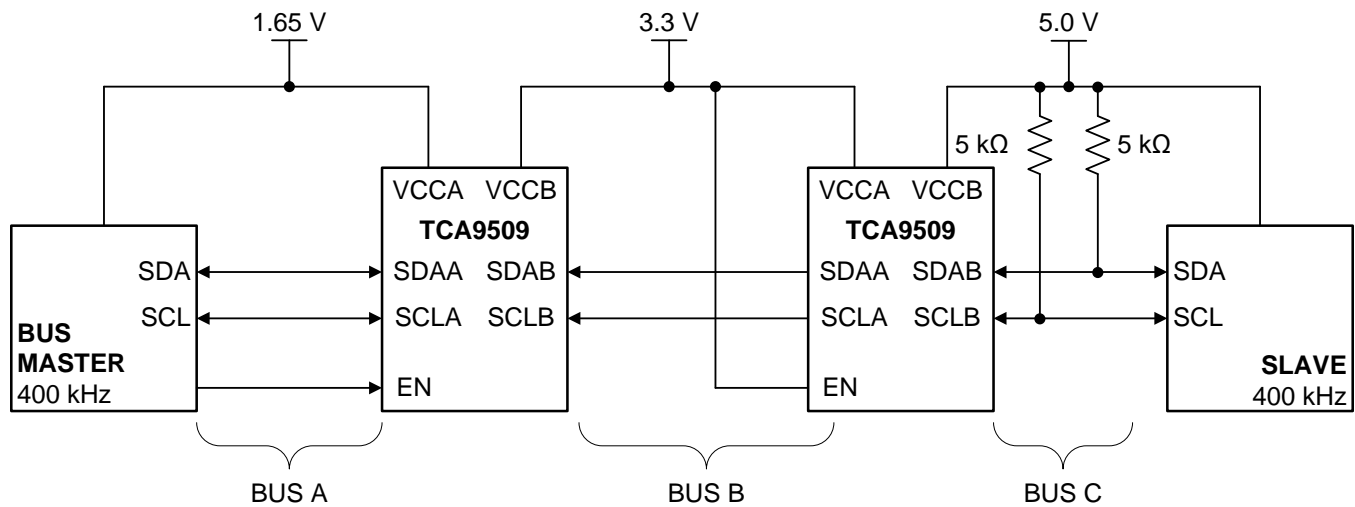 1.65 V
3.3 V
5.0 V
5 kΩ
5 kΩ
VCCA VCCB
TCA9509
SDAA SDAB
SCLA SCLB
EN
VCCA VCCB
TCA9509
SDAA SDAB
SCLA SCLB
EN
SDA
SCL
BUS
MASTER
400 kHz
SDA
SCL
SLAVE
400 kHz
BUS A
BUS B
BUS C